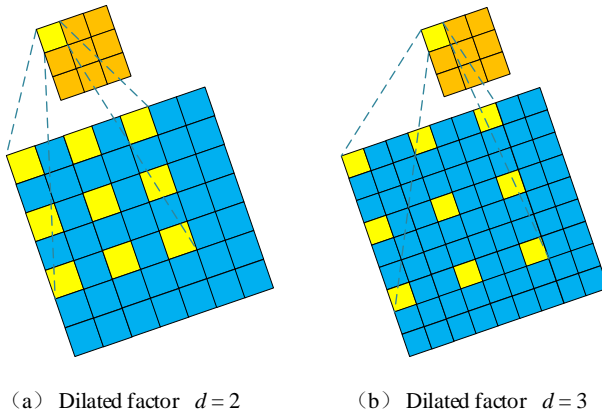 （a） Dilated factor d = 2
（b） Dilated factor d = 3